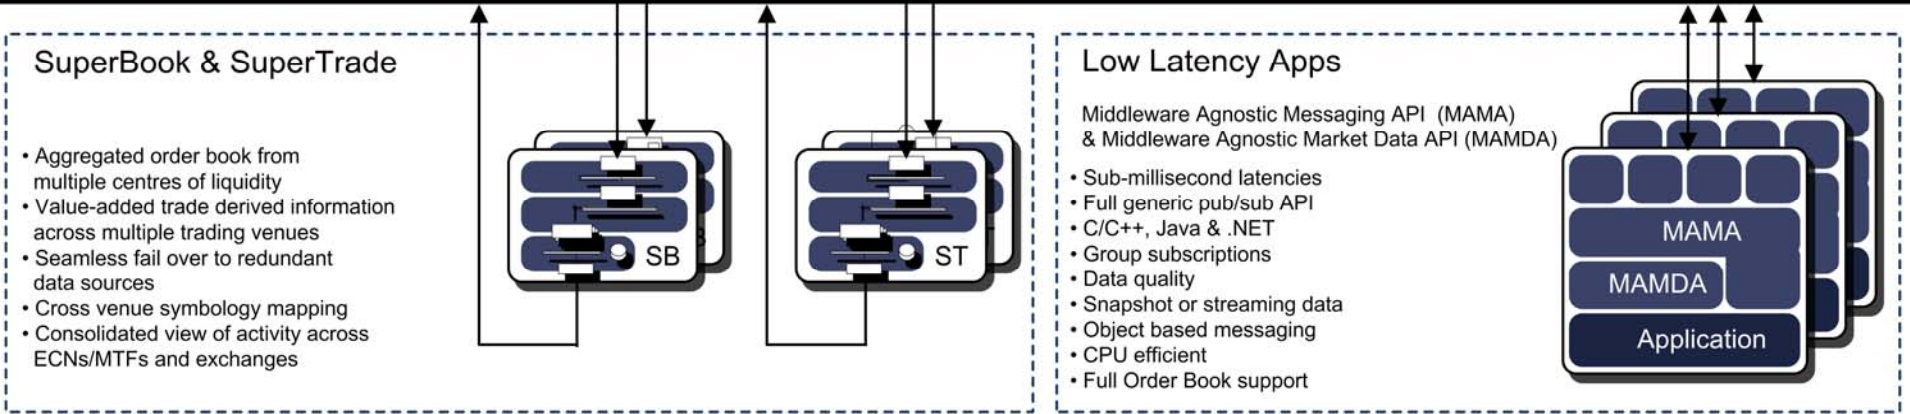 SuperBook & SuperTrade
• Aggregated order book from
multiple centres of liquidity
• Value-added trade derived information
across multiple trading venues
• Seamless fail over to redundant
data sources
• Cross venue symbology mapping
• Consolidated view of activity across
ECNs/MTFs and exchanges
SB
ST
Low Latency Apps
Middleware Agnostic Messaging API (MAMA)
& Middleware Agnostic Market Data API (MAMDA)
• Sub-millisecond latencies
• Full generic pub/sub API
• C/C++, Java & .NET
• Group subscriptions
• Data quality
• Snapshot or streaming data
• Object based messaging
• CPU efficient
• Full Order Book support
MAMA
MAMDA
Application